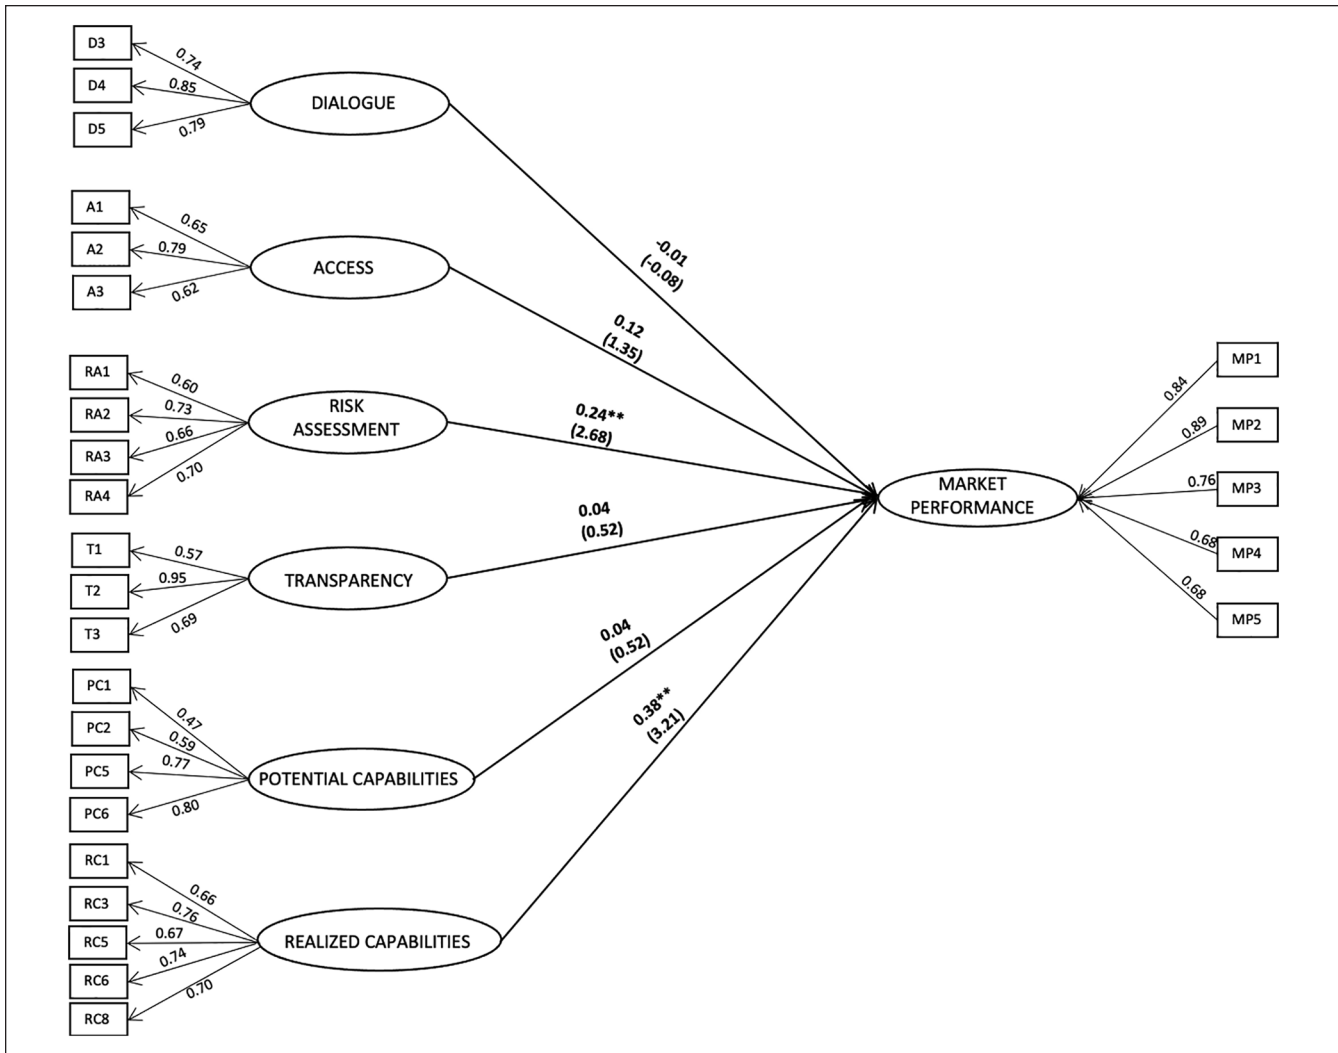 D3
0.74
D4
0.85
D5
0.79
DIALOGUE
-0.01
(-0.08)
A1
0.65
A2
0.79
A3
0.62
ACCESS
0.12
(1.35)
RA1
0.60
RA2
0.73
RA3
0.66
RA4
0.70
RISK
ASSESSMENT
0.24**
(2.68)
T1
0.57
T2
0.95
T3
0.69
TRANSPARENCY
0.04
(0.52)
PC1
0.47
PC2
0.59
PC5
0.77
PC6
0.80
POTENTIAL CAPABILITIES
0.04
(0.52)
RC1
0.66
RC3
0.76
RC5
0.67
RC6
0.74
RC8
0.70
REALIZED CAPABILITIES
0.38**
(3.21)
MARKET
PERFORMANCE
MP1
0.84
MP2
0.89
MP3
0.76
MP4
0.68
MP5
0.68